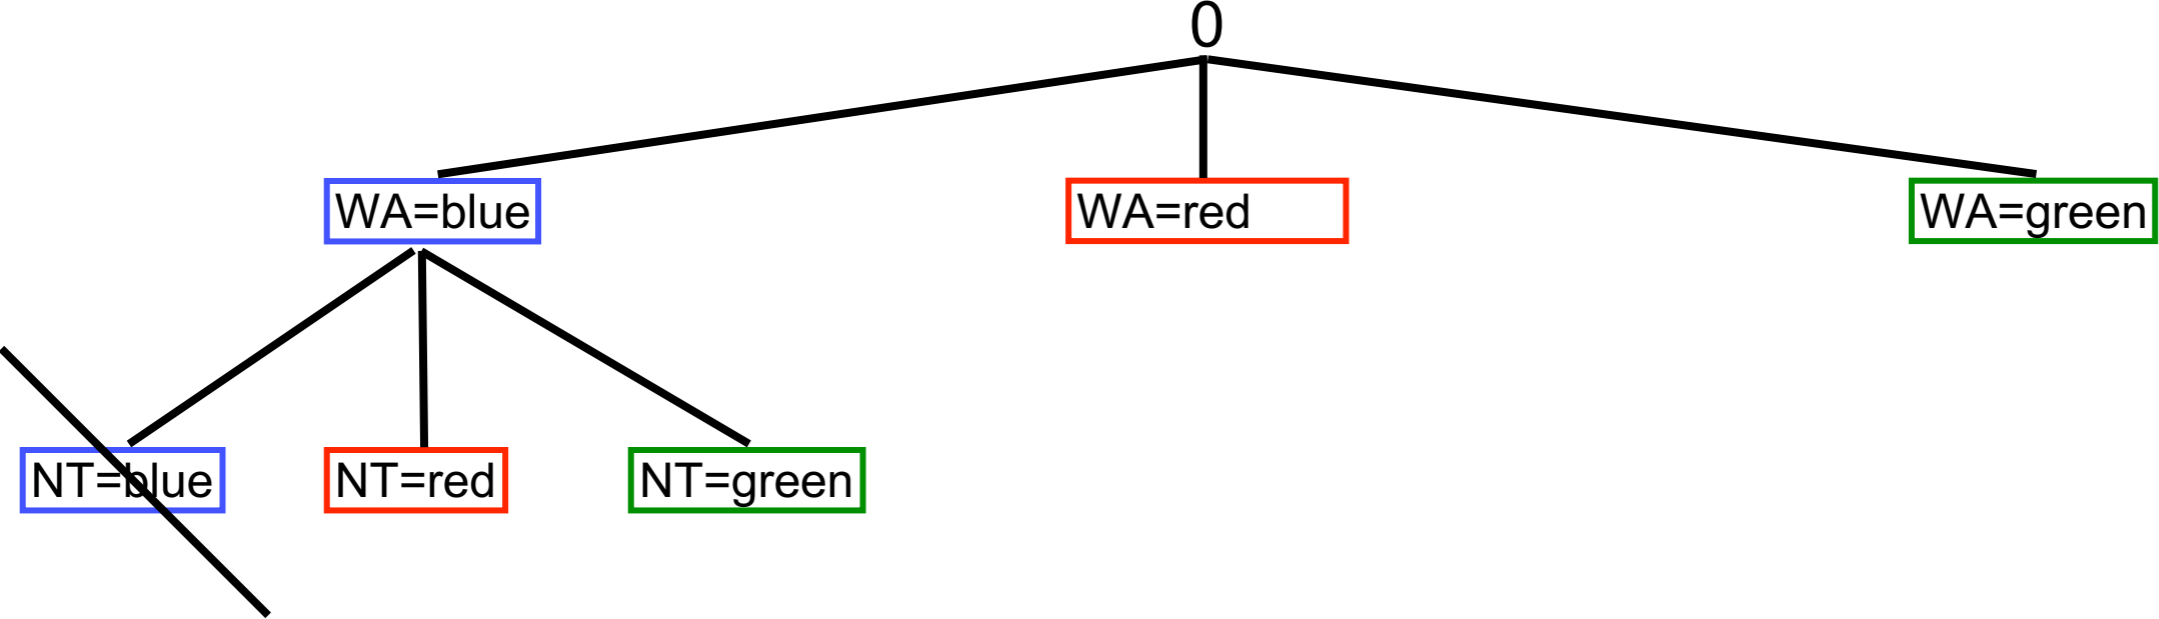 0
WA=blue
WA=red
WA=green
NT=blue
NT=red
NT=green